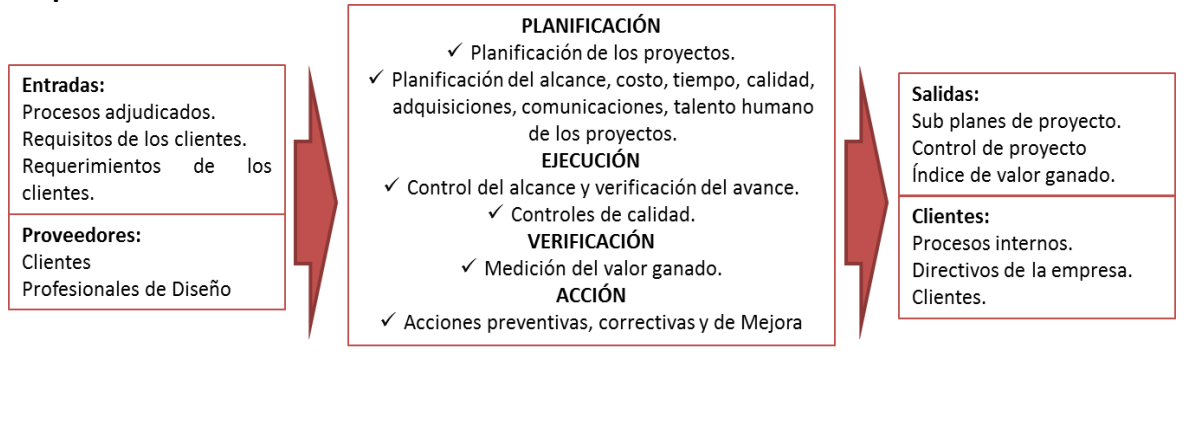 Entradas:
Procesos adjudicados.
Requisitos de los clientes.
Requerimientos de los
clientes.
Proveedores:
Clientes
Profesionales de Diseño
PLANIFICACIÓN
✓ Planificación de los proyectos.
✓ Planificación del alcance, costo, tiempo, calidad,
adquisiciones, comunicaciones, talento humano
de los proyectos.
EJECUCIÓN
✓ Control del alcance y verificación del avance.
✓ Controles de calidad.
VERIFICACIÓN
✓ Medición del valor ganado.
ACCIÓN
✓ Acciones preventivas, correctivas y de Mejora
Salidas:
Sub planes de proyecto.
Control de proyecto
Índice de valor ganado.
Clientes:
Procesos internos.
Directivos de la empresa.
Clientes.